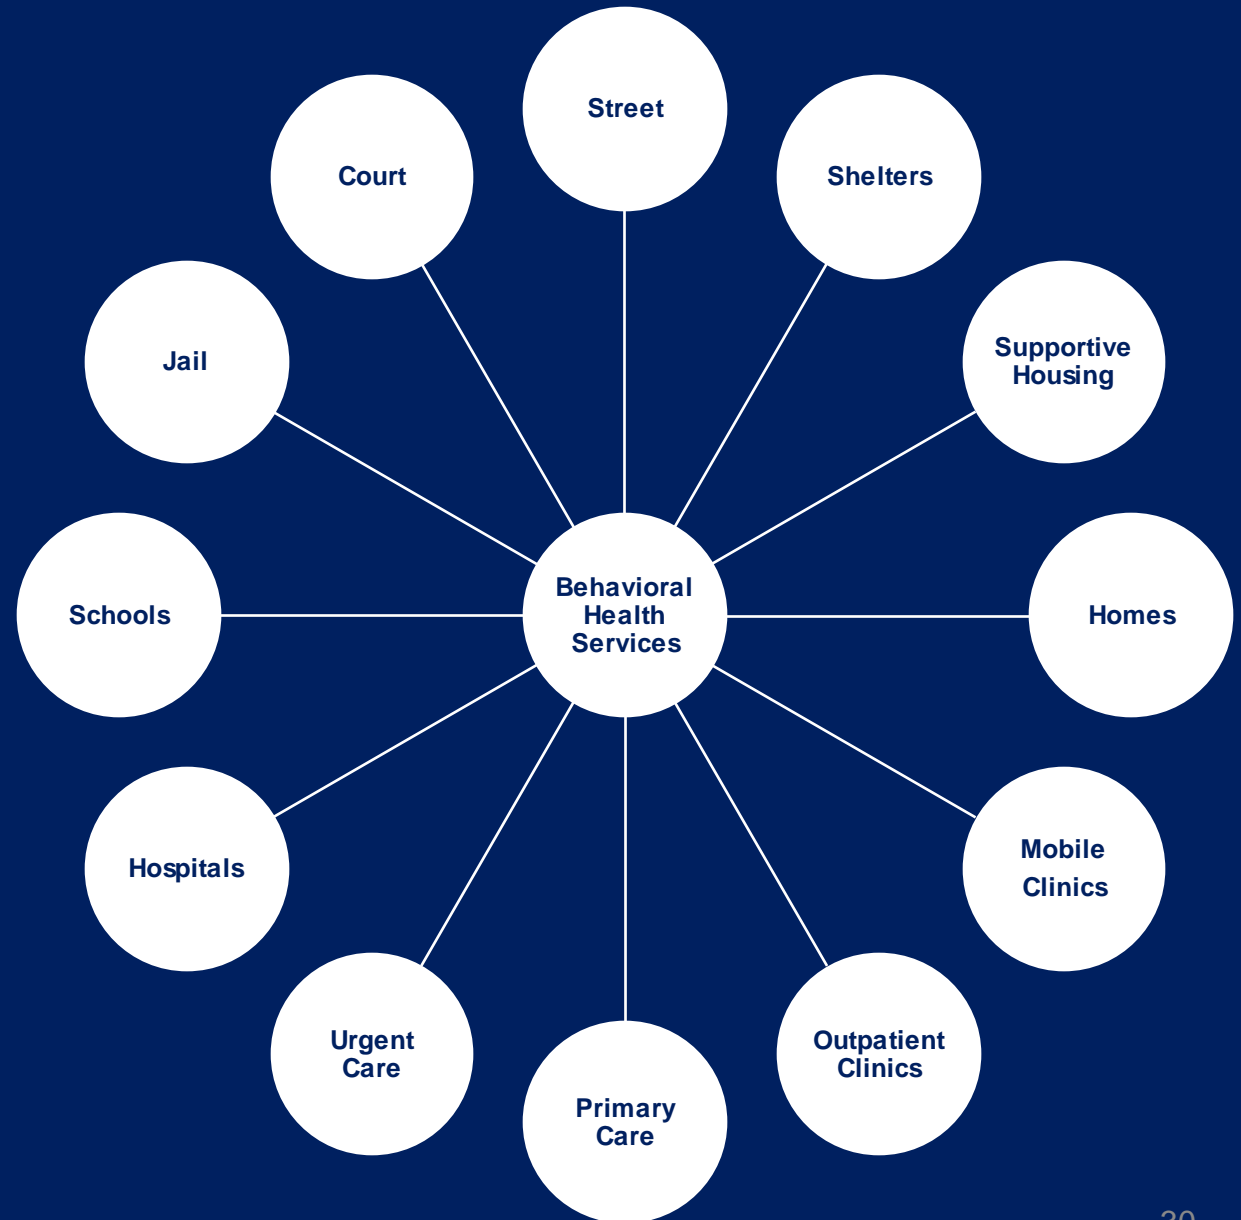 Street
Court
Shelters
Supportive
Housing
Jail
Behavioral
Health
Services
Schools
Homes
Hospitals
Mobile
Clinics
Urgent
Care
Outpatient
Clinics
Primary
Care